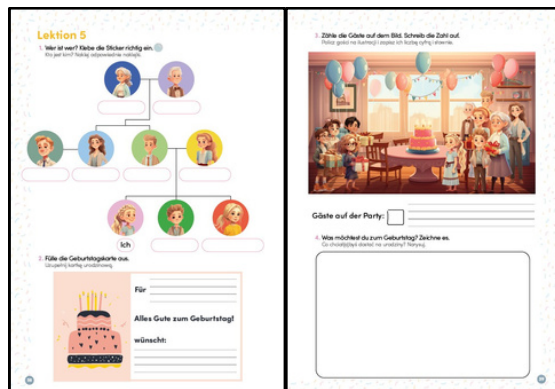 Lektion 5
1. Wer ist wer? Klebe die Sticker richtig ein.
Kto jest kim? Naklej odpowiednie naklejki.
Ich
2. Fülle die Geburtstagskarte aus.
Uzupełnij kartkę urodzinową.
Für
Alles Gute zum Geburtstag!
wünscht:
3. Zähle die Gäste auf dem Bild. Schreib die Zahl auf.
Policz gości na ilustracji i zapisz ich liczbę cyfrą i słownie.
Gäste auf der Party:
4. Was möchtest du zum Geburtstag? Zeichne es.
Co chciał(a)byś dostać na urodziny? Narysuj.